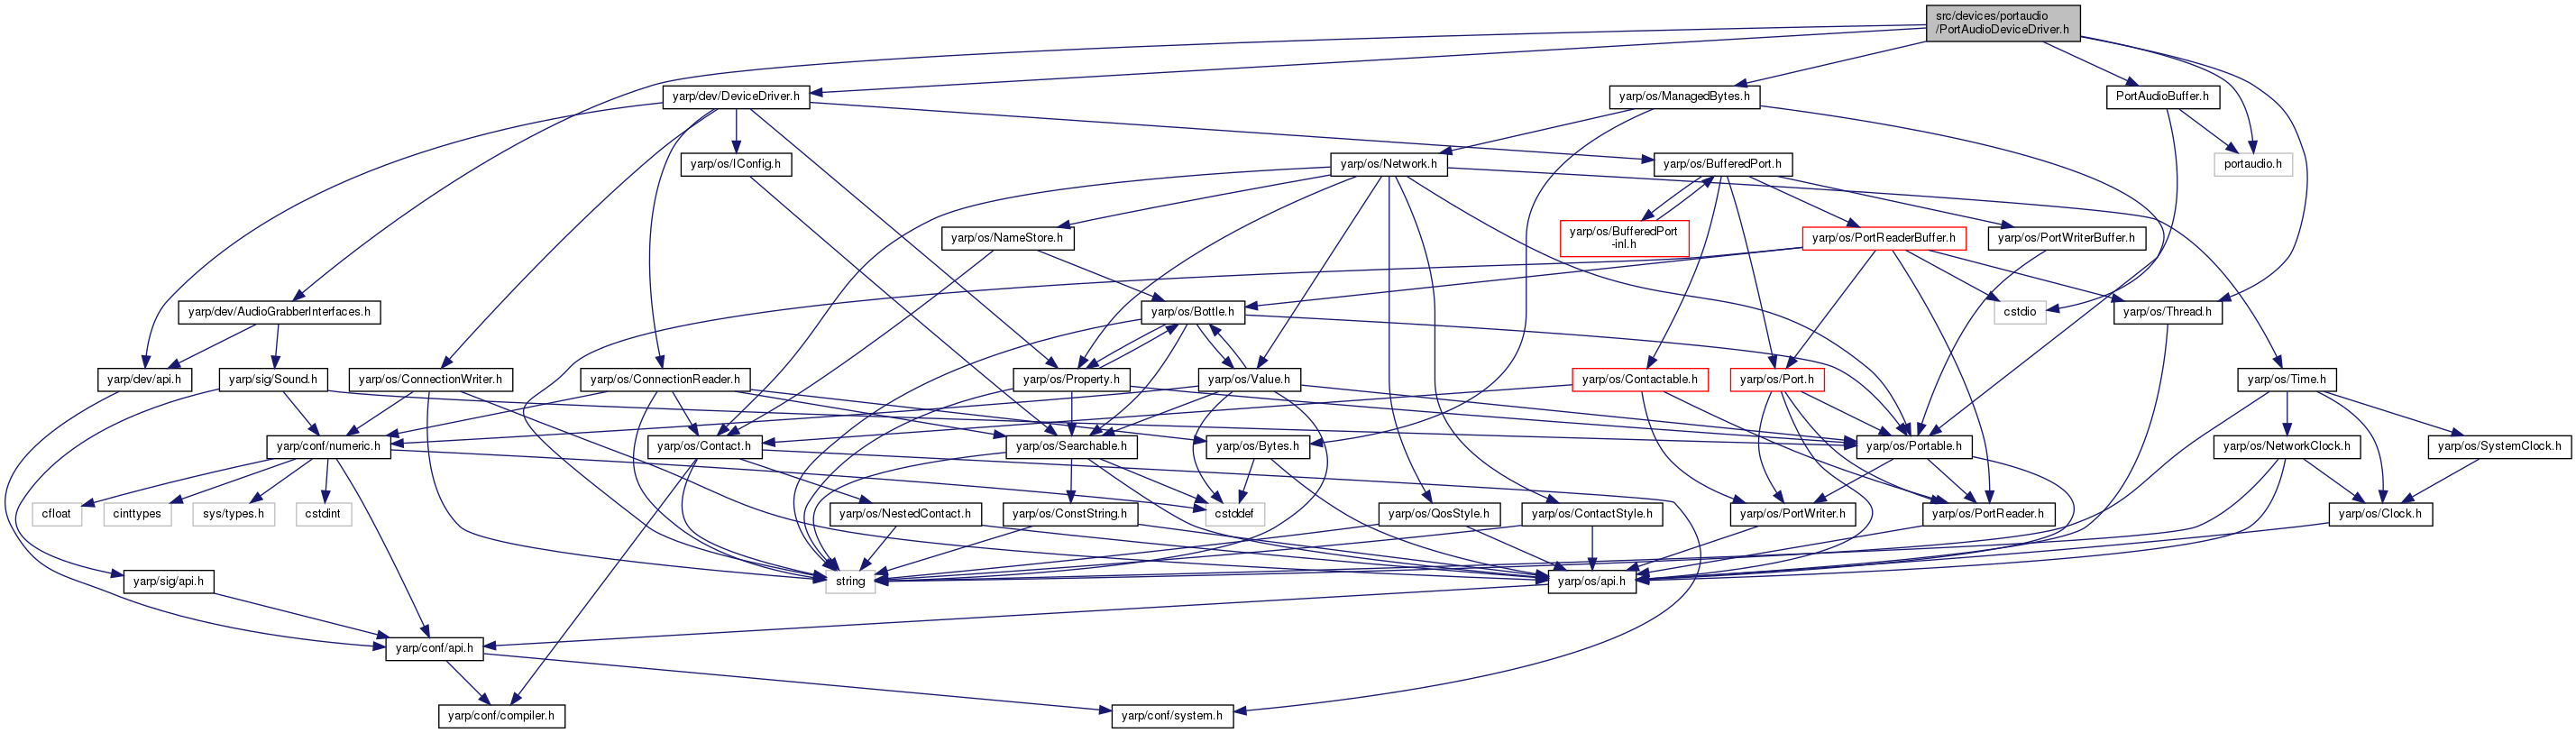 src/devices/portaudio
/PortAudioDeviceDriver.h
yarp/dev/DeviceDriver.h
yarp/os/ManagedBytes.h
PortAudioBuffer.h
yarp/os/IConfig.h
yarp/os/Network.h
yarp/os/BufferedPort.h
portaudio.h
yarp/os/NameStore.h
yarp/os/BufferedPort
-inl.h
yarp/os/PortReaderBuffer.h
yarp/os/PortWriterBuffer.h
yarp/dev/AudioGrabberInterfaces.h
yarp/os/Bottle.h
cstdio
yarp/os/Thread.h
yarp/dev/api.h
yarp/sig/Sound.h
yarp/os/ConnectionWriter.h
yarp/os/ConnectionReader.h
yarp/os/Property.h
yarp/os/Value.h
yarp/os/Contactable.h
yarp/os/Port.h
yarp/os/Time.h
yarp/conf/numeric.h
yarp/os/Contact.h
yarp/os/Searchable.h
yarp/os/Bytes.h
yarp/os/Portable.h
yarp/os/NetworkClock.h
yarp/os/SystemClock.h
cfloat
cinttypes
sys/types.h
cstdint
yarp/os/NestedContact.h
yarp/os/ConstString.h
cstddef
yarp/os/QosStyle.h
yarp/os/ContactStyle.h
yarp/os/PortWriter.h
yarp/os/PortReader.h
yarp/os/Clock.h
yarp/sig/api.h
string
yarp/os/api.h
yarp/conf/api.h
yarp/conf/compiler.h
yarp/conf/system.h